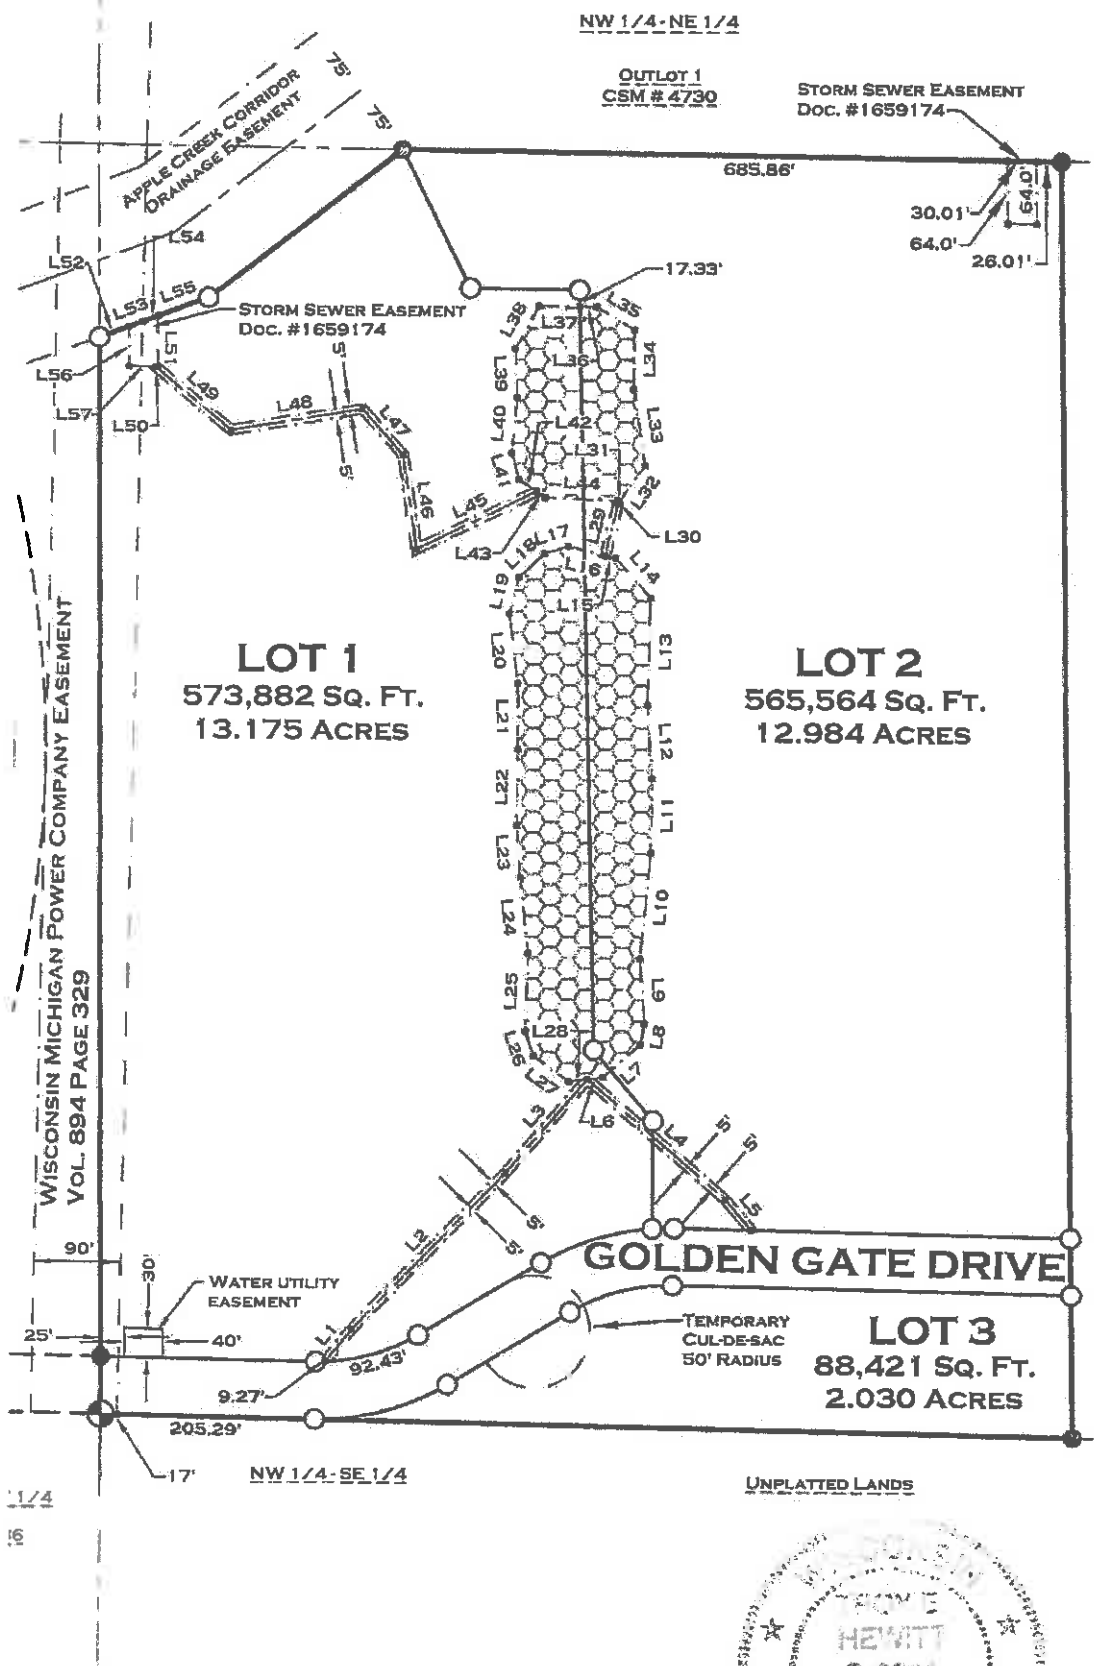 NW 1/4-NE 1/4
OUTLOT 1
CSM # 4730
STORM SEWER EASEMENT
DOC. #1659174
75'
75'
APPLE CREEK CORRIDOR
DRAINAGE EASEMENT
685.86'
30.01'
64.0'
64.0'
26.01'
L54
L52
L53
L55
17.33'
STORM SEWER EASEMENT
DOC. #1659174
L38
L37
L35
L36
L34
L56
L51
L49
L57
L50
L48
5'
5'
L47
L39
L40
L42
L31
L33
L41
L44
L32
L46
L45
L43
L30
29
L18
L17
L16
L14
L19
L15
L20
L13
LOT 1
573,882 SQ. FT.
13.175 ACRES
LOT 2
565,564 SQ. FT.
12.984 ACRES
L21
L12
L22
L11
L23
L24
L10
L25
L9
L28
L8
L26
L27
L7
L6
L3
L4
5'
5'
L5
WISCONSIN MICHIGAN POWER COMPANY EASEMENT
VOL. 894 PAGE 329
L2
5'
5'
GOLDEN GATE DRIVE
90'
30'
WATER UTILITY
EASEMENT
25'
40'
L1
92.43'
9.27'
TEMPORARY
CUL-DE-SAC
50' RADIUS
LOT 3
88,421 SQ. FT.
2.030 ACRES
205.29'
17'
NW 1/4-SE 1/4
UNPLATTED LANDS
1/4
WISCONSIN
HEWITT